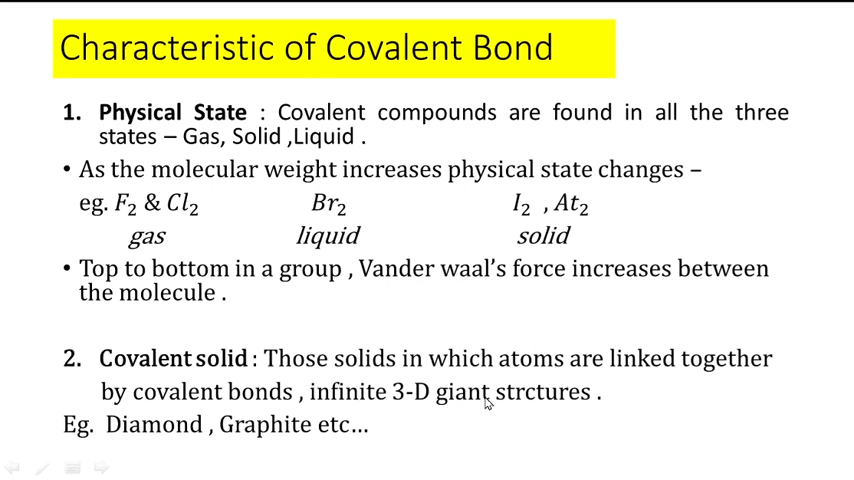 Characteristic of Covalent Bond
1. Physical State : Covalent compounds are found in all the three
states – Gas, Solid ,Liquid .
• As the molecular weight increases physical state changes –
eg. F₂ & Cl₂ Br₂ I₂ , At₂
gas liquid solid
• Top to bottom in a group , Vander waal’s force increases between
the molecule .
2. Covalent solid : Those solids in which atoms are linked together
by covalent bonds , infinite 3-D giant strctures .
Eg. Diamond , Graphite etc...